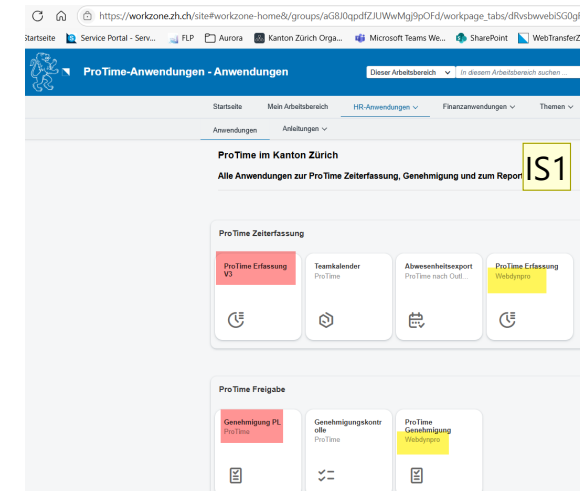 https://workzone.zh.ch/site#workzone-home&/groups/aG8J0qpdfZJUWwMgj9pOFd/workpage_tabs/dRvsbwvebiSG0gF
Startseite Service Portal - Serv... FLP Aurora Kanton Zürich Orga... Microsoft Teams We... SharePoint WebTransferZ
ProTime-Anwendungen - Anwendungen Dieser Arbeitsbereich In diesem Arbeitsbereich suchen ...
Startseite Mein Arbeitsbereich HR-Anwendungen Finanzanwendungen Themen
Anwendungen Anleitungen
ProTime im Kanton Zürich
Alle Anwendungen zur ProTime Zeiterfassung, Genehmigung und zum Repor
IS1
ProTime Zeiterfassung
ProTime Erfassung
V3
Teamkalender
ProTime
Abwesenheitsexport
ProTime nach Outl...
ProTime Erfassung
Webdynpro
ProTime Freigabe
Genehmigung PL
ProTime
Genehmigungskontr
olle
ProTime
ProTime
Genehmigung
Webdynpro